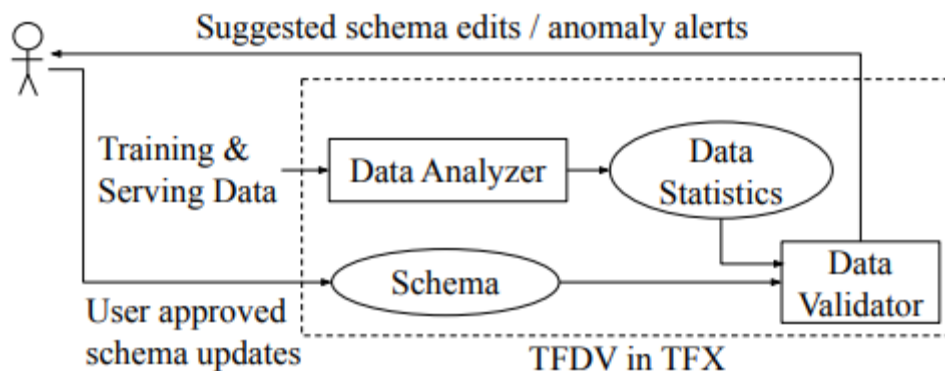 Suggested schema edits / anomaly alerts
Training &
Serving Data
Data Analyzer
Data
Statistics
Schema
Data
Validator
User approved
schema updates
TFDV in TFX